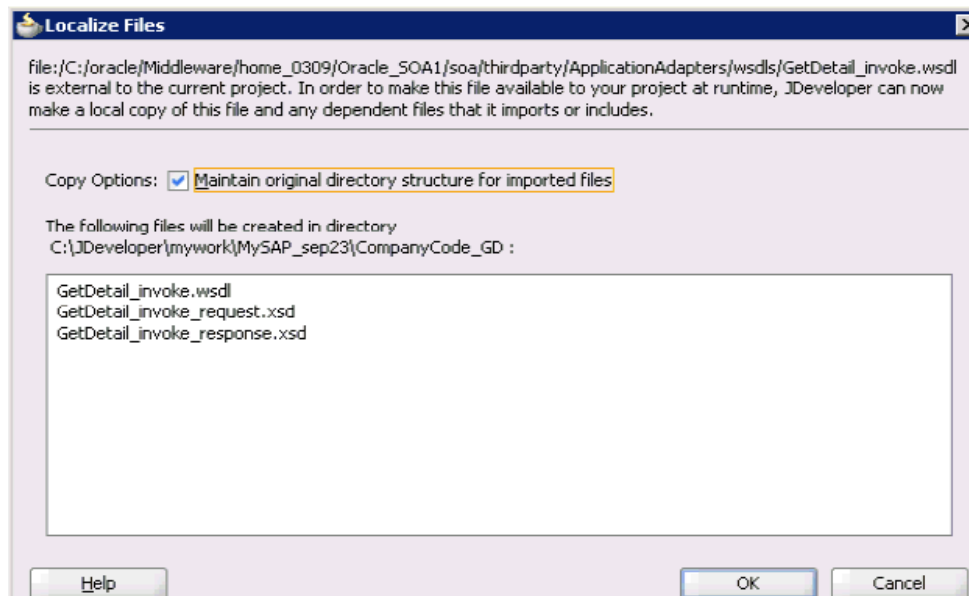 Localize Files
file:/C:/oracle/Middleware/home_0309/Oracle_SOA1/soa/thirdparty/ApplicationAdapters/wsdls/GetDetail_invoke.wsdl
is external to the current project. In order to make this file available to your project at runtime, JDeveloper can now
make a local copy of this file and any dependent files that it imports or includes.
Copy Options: Maintain original directory structure for imported files
The following files will be created in directory
C:\JDeveloper\mywork\MySAP_sep23\CompanyCode_GD :
GetDetail_invoke.wsdl
GetDetail_invoke_request.xsd
GetDetail_invoke_response.xsd
Help OK Cancel